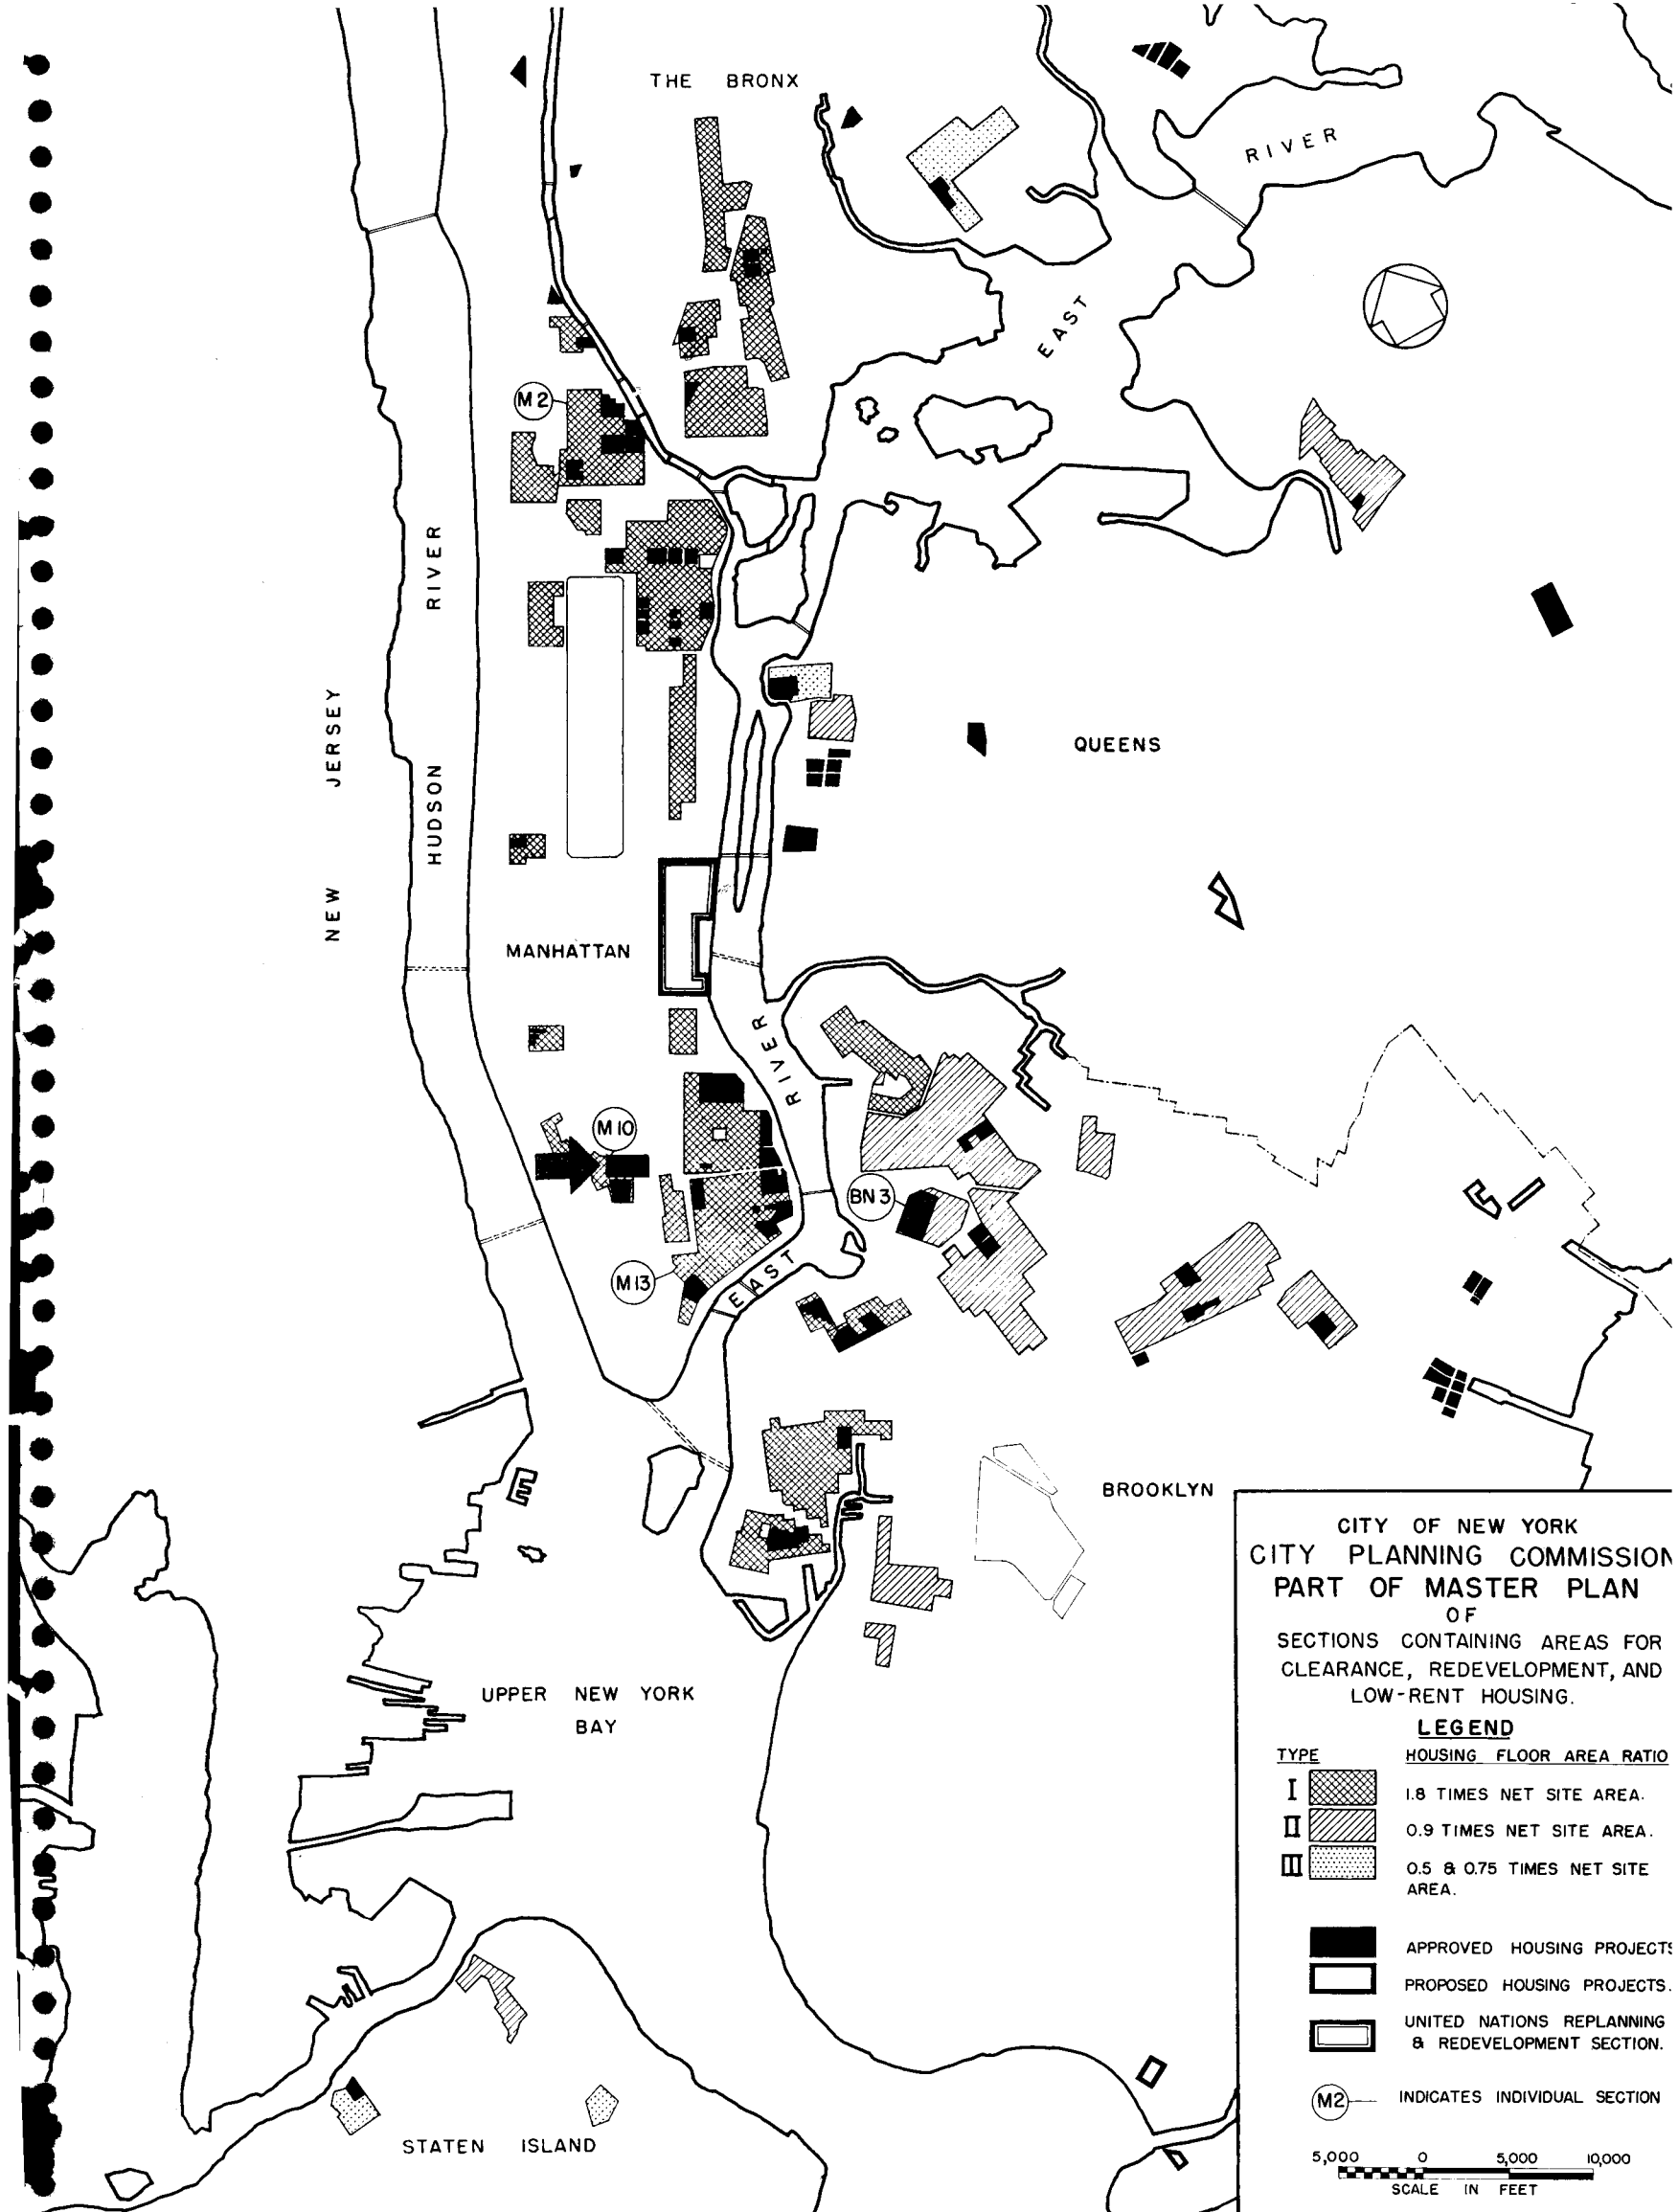 THE BRONX
RIVER
EAST
M2
HUDSON RIVER
NEW JERSEY
QUEENS
MANHATTAN
RIVER
M10
BN3
M13
EAST
BROOKLYN
UPPER NEW YORK
BAY
STATEN ISLAND
CITY OF NEW YORK
CITY PLANNING COMMISSION
PART OF MASTER PLAN
OF
SECTIONS CONTAINING AREAS FOR
CLEARANCE, REDEVELOPMENT, AND
LOW-RENT HOUSING.
LEGEND
TYPE HOUSING FLOOR AREA RATIO
I 1.8 TIMES NET SITE AREA.
II 0.9 TIMES NET SITE AREA.
III 0.5 & 0.75 TIMES NET SITE
AREA.
APPROVED HOUSING PROJECTS
PROPOSED HOUSING PROJECTS.
UNITED NATIONS REPLANNING
& REDEVELOPMENT SECTION.
M2 INDICATES INDIVIDUAL SECTION
5,000 0 5,000 10,000
SCALE IN FEET